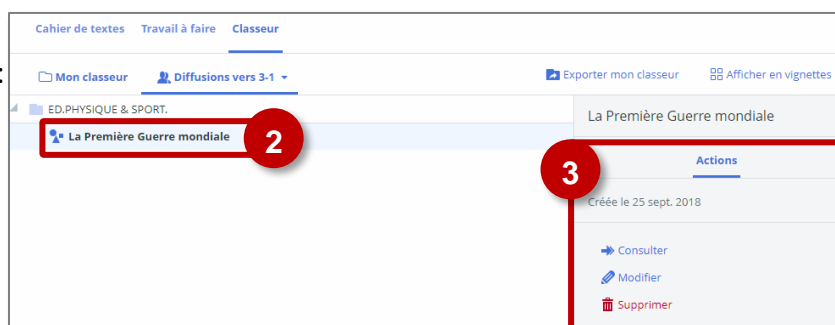 Cahier de textes Travail à faire Classeur
:
Mon classeur Diffusions vers 3-1 Exporter mon classeur Afficher en vignettes
ED.PHYSIQUE & SPORT.
La Première Guerre mondiale
2
La Première Guerre mondiale
3
Actions
Créée le 25 sept. 2018
Consulter
Modifier
Supprimer